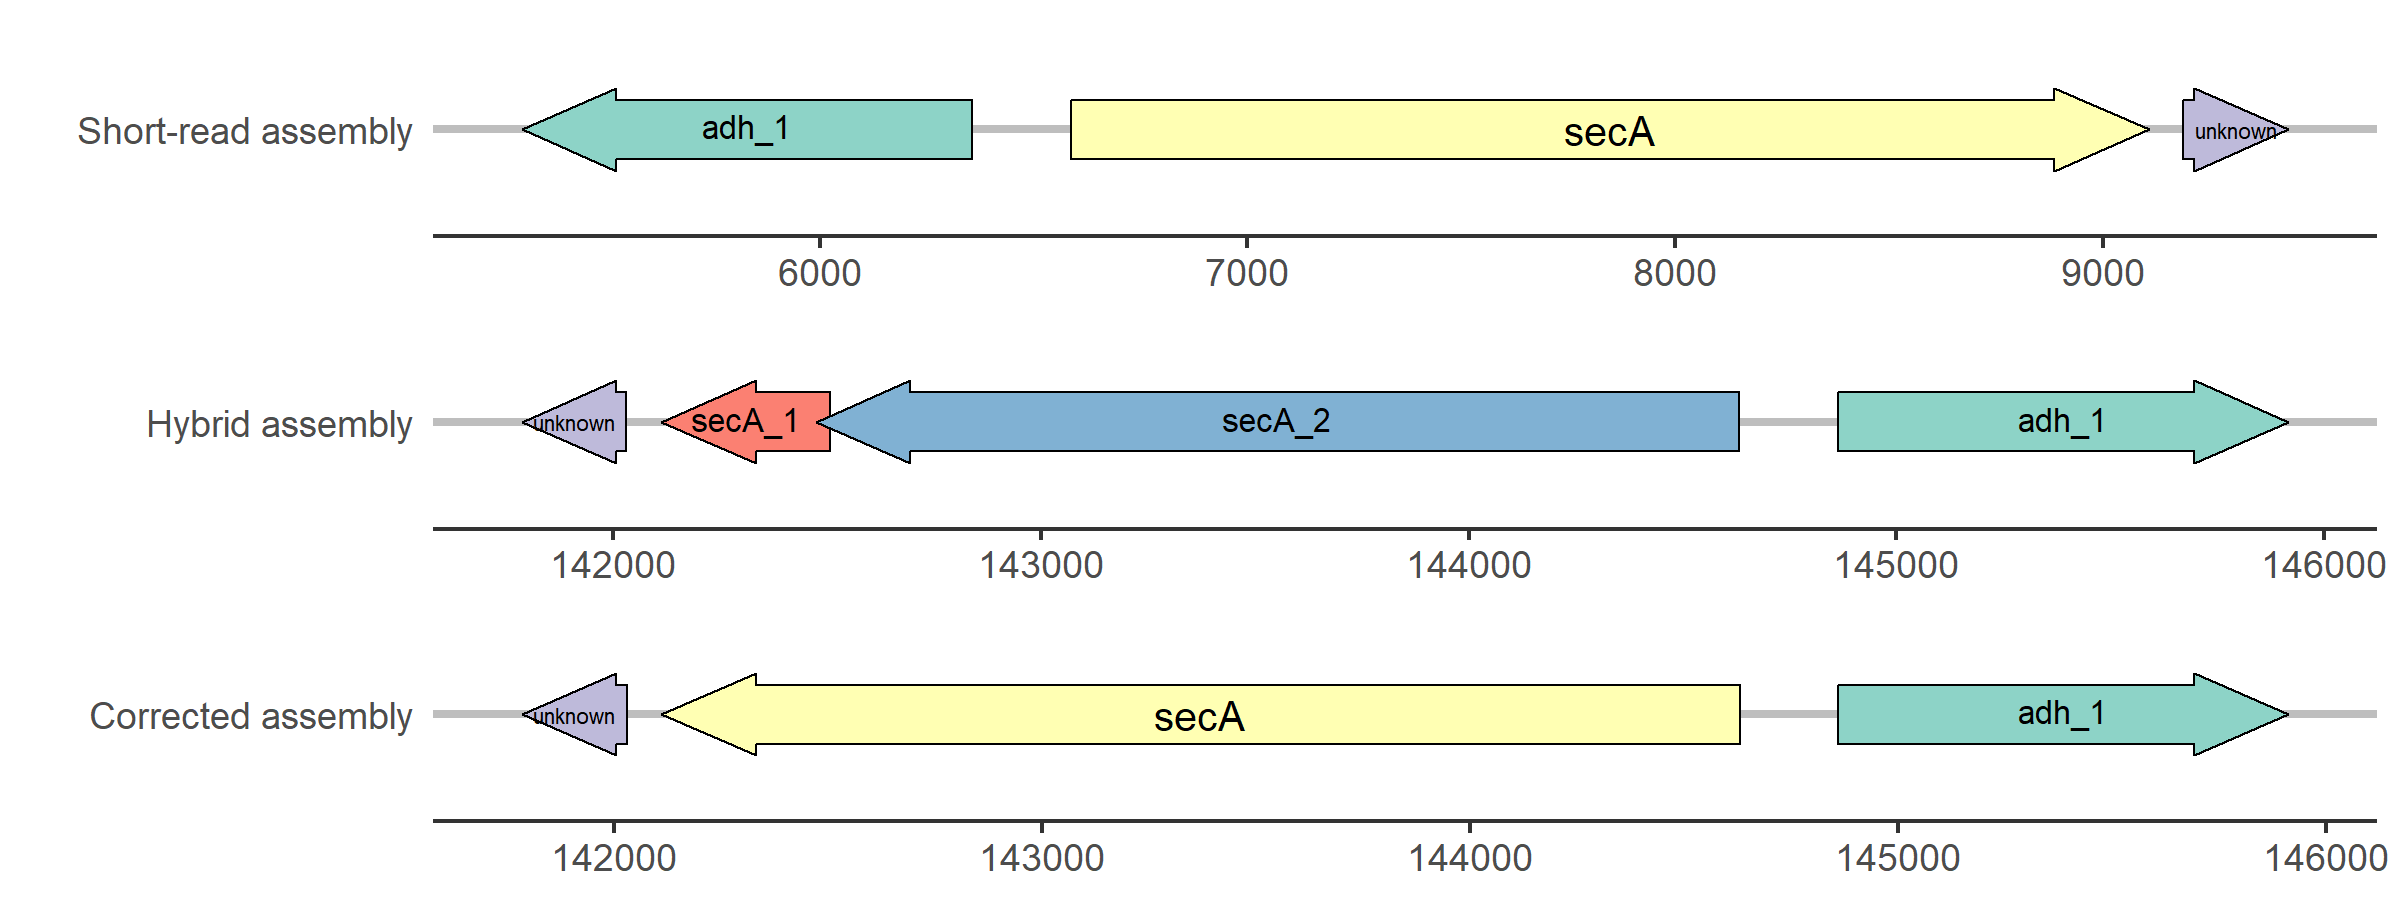 Short-read assembly adh_1 secA unknown
6000 7000 8000 9000
Hybrid assembly unknown secA_1 secA_2 adh_1
142000 143000 144000 145000 146000
Corrected assembly unknown secA adh_1
142000 143000 144000 145000 146000